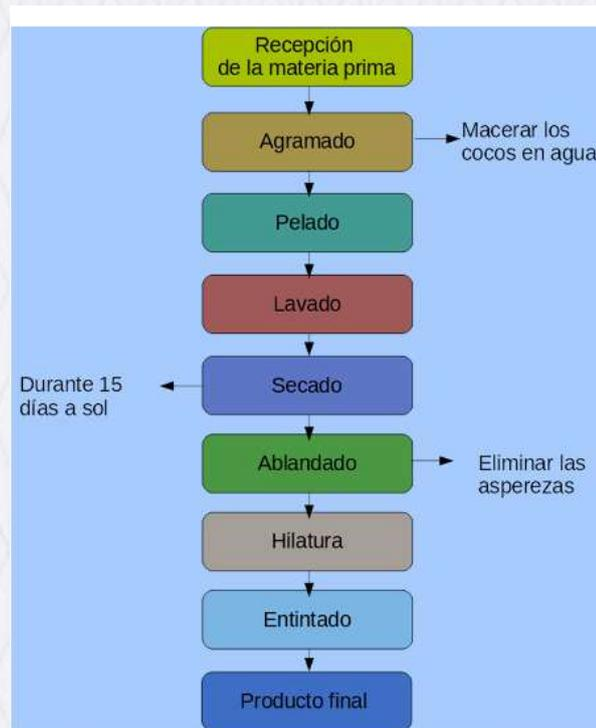 Recepción
de la materia prima
Agramado
Macerar los
cocos en agua
Pelado
Lavado
Durante 15
días a sol
Secado
Ablandado
Eliminar las
asperezas
Hilatura
Entintado
Producto final